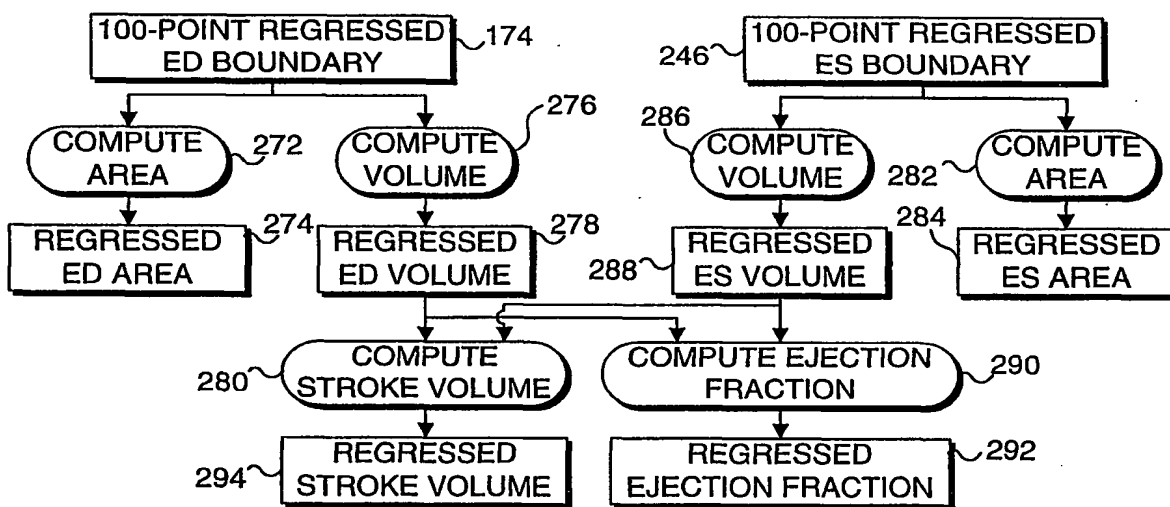 100-POINT REGRESSED
ED BOUNDARY
174
246
100-POINT REGRESSED
ES BOUNDARY
COMPUTE
AREA
272
276
COMPUTE
VOLUME
286
COMPUTE
VOLUME
282
COMPUTE
AREA
REGRESSED
ED AREA
274
REGRESSED
ED VOLUME
278
288
REGRESSED
ES VOLUME
284
REGRESSED
ES AREA
280
COMPUTE
STROKE VOLUME
COMPUTE EJECTION
FRACTION
290
294
REGRESSED
STROKE VOLUME
REGRESSED
EJECTION FRACTION
292